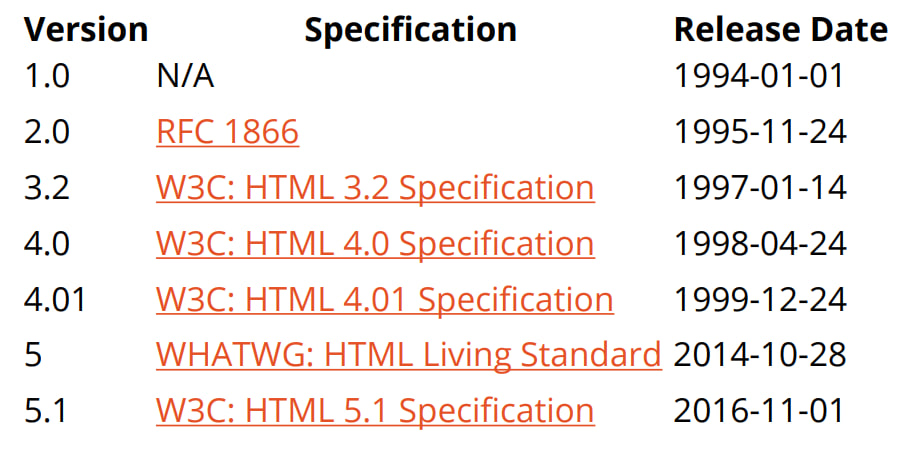 Version Specification Release Date
1.0 N/A 1994-01-01
2.0 RFC 1866 1995-11-24
3.2 W3C: HTML 3.2 Specification 1997-01-14
4.0 W3C: HTML 4.0 Specification 1998-04-24
4.01 W3C: HTML 4.01 Specification 1999-12-24
5 WHATWG: HTML Living Standard 2014-10-28
5.1 W3C: HTML 5.1 Specification 2016-11-01